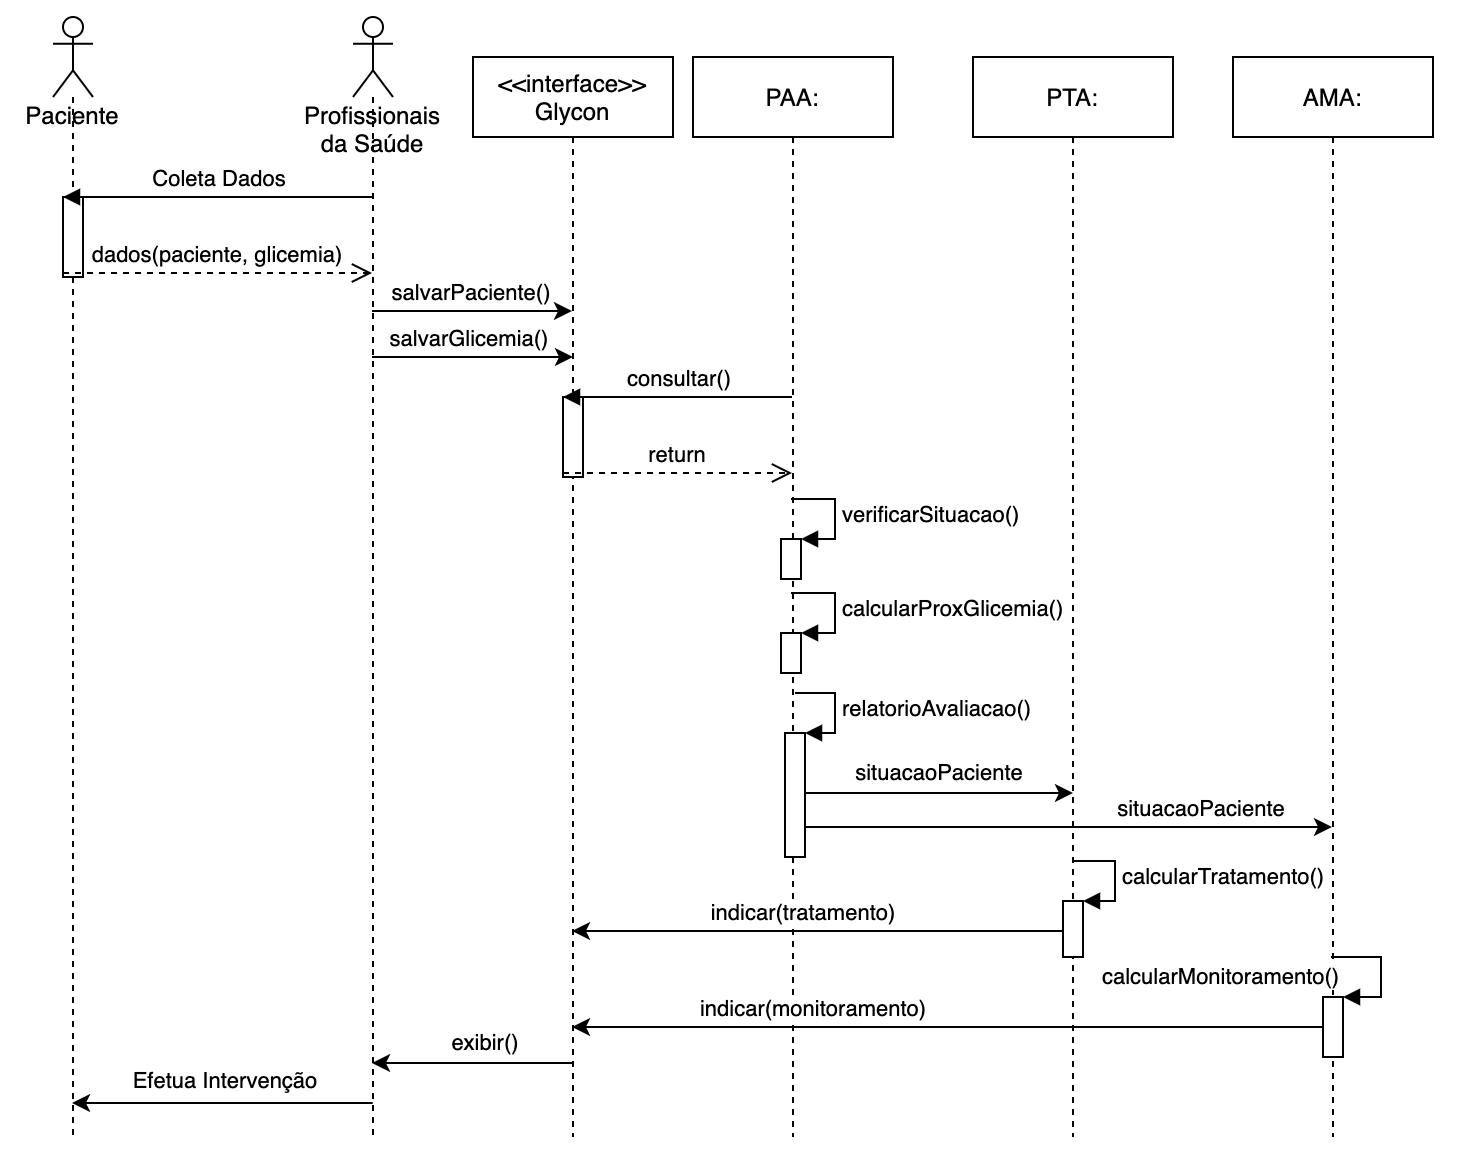 Paciente
Profissionais
da Saúde
<<interface>>
Glycon
PAA:
PTA:
AMA:
Coleta Dados
dados(paciente, glicemia)
salvarPaciente()
salvarGlicemia()
consultar()
return
verificarSituacao()
calcularProxGlicemia()
relatorioAvaliacao()
situacaoPaciente
situacaoPaciente
calcularTratamento()
indicar(tratamento)
calcularMonitoramento()
indicar(monitoramento)
exibir()
Efetua Intervenção